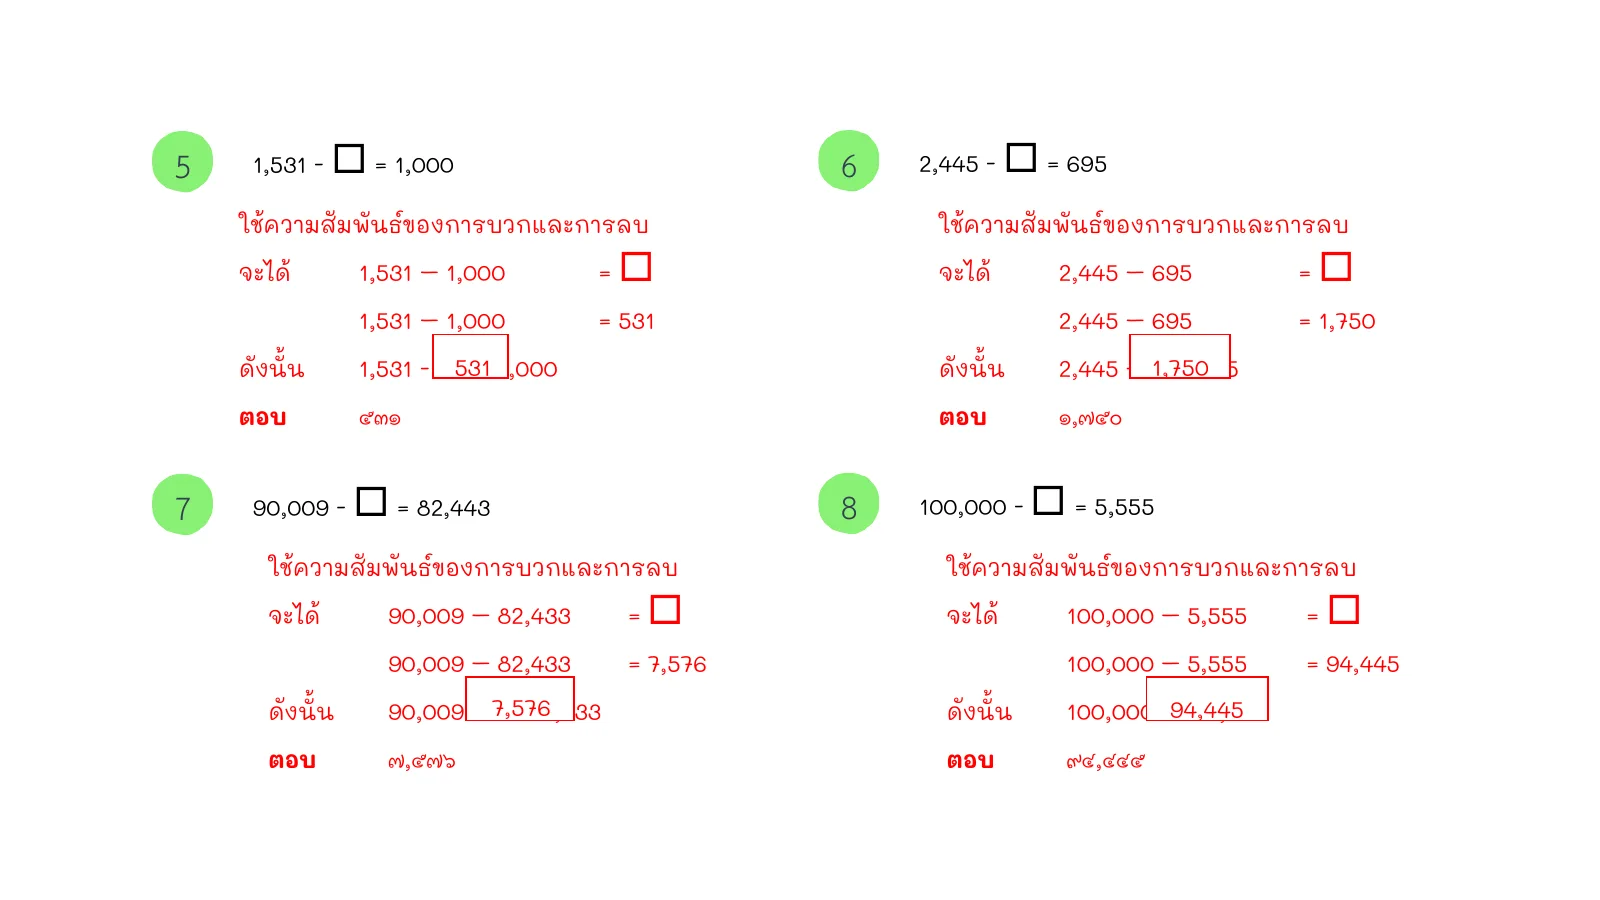 5 1,531 - □ = 1,000
ใช้ความสัมพันธ์ของการบวกและการลบ
จะได้ 1,531 – 1,000 = □
1,531 – 1,000 = 531
ดังนั้น 1,531 - 531 ,000
ตอบ ๕๓๑
6 2,445 - □ = 695
ใช้ความสัมพันธ์ของการบวกและการลบ
จะได้ 2,445 – 695 = □
2,445 – 695 = 1,750
ดังนั้น 2,445 - 1,750 5
ตอบ ๑,๗๕๐
7 90,009 - □ = 82,443
ใช้ความสัมพันธ์ของการบวกและการลบ
จะได้ 90,009 – 82,433 = □
90,009 – 82,433 = 7,576
ดังนั้น 90,009 7,576 33
ตอบ ๗,๕๗๖
8 100,000 - □ = 5,555
ใช้ความสัมพันธ์ของการบวกและการลบ
จะได้ 100,000 – 5,555 = □
100,000 – 5,555 = 94,445
ดังนั้น 100,000 94,445
ตอบ ๙๔,๔๔๕